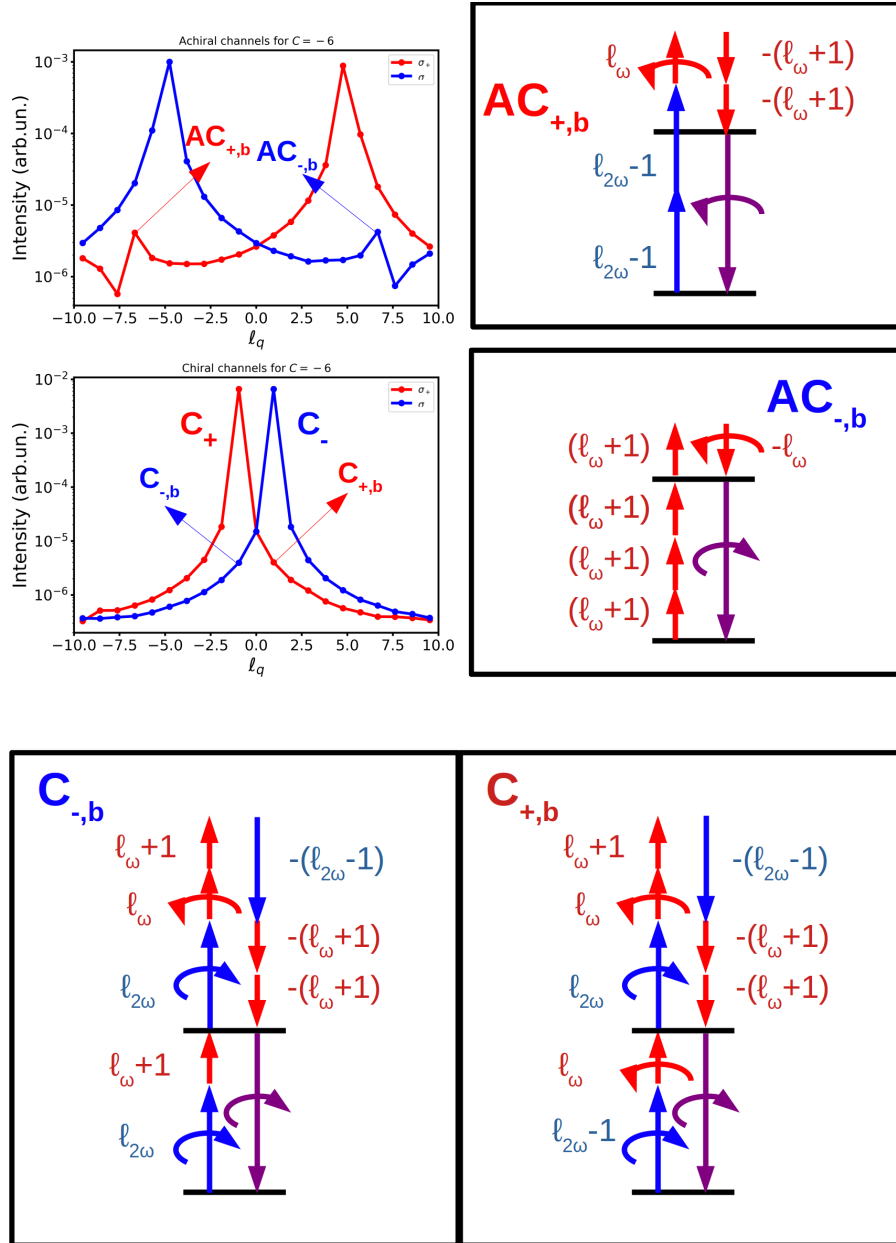 Achiral channels for C = −6
Intensity (arb.un.)
10⁻³
10⁻⁴
10⁻⁵
10⁻⁶
σ₊
σ
AC₊,b
AC₋,b
−10.0 −7.5 −5.0 −2.5 0.0 2.5 5.0 7.5 10.0
ℓq
AC₊,b
ℓω
-(ℓω+1)
-(ℓω+1)
ℓ2ω-1
ℓ2ω-1
Chiral channels for C = −6
Intensity (arb.un.)
10⁻²
10⁻³
10⁻⁴
10⁻⁵
10⁻⁶
σ₊
σ
C₊
C₋
C₋,b
C₊,b
−10.0 −7.5 −5.0 −2.5 0.0 2.5 5.0 7.5 10.0
ℓq
AC₋,b
(ℓω+1)
-ℓω
(ℓω+1)
(ℓω+1)
(ℓω+1)
C₋,b
ℓω+1
-(ℓ2ω-1)
ℓω
-(ℓω+1)
ℓ2ω
-(ℓω+1)
ℓω+1
ℓ2ω
C₊,b
ℓω+1
-(ℓ2ω-1)
ℓω
-(ℓω+1)
ℓ2ω
-(ℓω+1)
ℓω
ℓ2ω-1